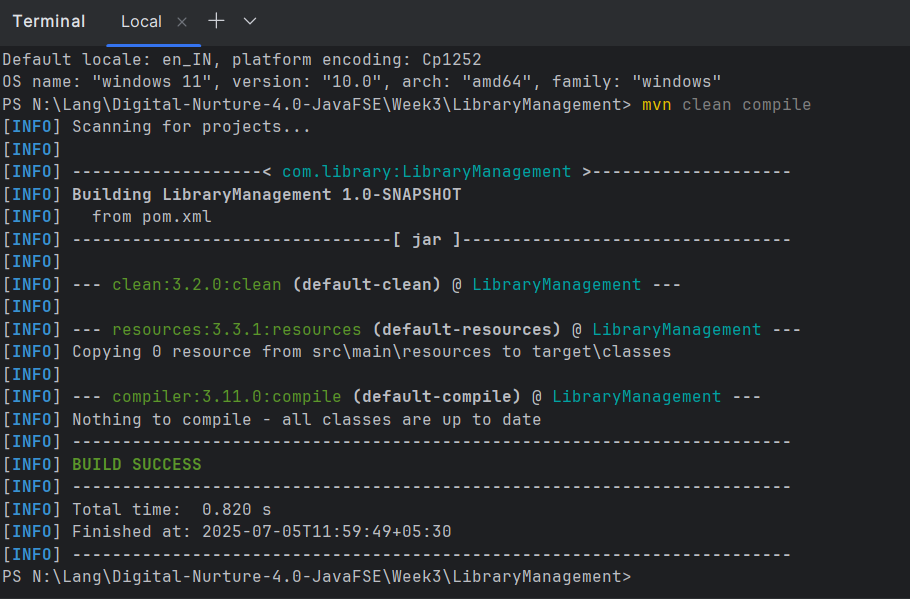 Terminal Local × + ⌄
Default locale: en_IN, platform encoding: Cp1252
OS name: "windows 11", version: "10.0", arch: "amd64", family: "windows"
PS N:\Lang\Digital-Nurture-4.0-JavaFSE\Week3\LibraryManagement> mvn clean compile
[INFO] Scanning for projects...
[INFO]
[INFO] -------------------< com.library:LibraryManagement >--------------------
[INFO] Building LibraryManagement 1.0-SNAPSHOT
[INFO]   from pom.xml
[INFO] --------------------------------[ jar ]---------------------------------
[INFO]
[INFO] --- clean:3.2.0:clean (default-clean) @ LibraryManagement ---
[INFO]
[INFO] --- resources:3.3.1:resources (default-resources) @ LibraryManagement ---
[INFO] Copying 0 resource from src\main\resources to target\classes
[INFO]
[INFO] --- compiler:3.11.0:compile (default-compile) @ LibraryManagement ---
[INFO] Nothing to compile - all classes are up to date
[INFO] ------------------------------------------------------------------------
[INFO] BUILD SUCCESS
[INFO] ------------------------------------------------------------------------
[INFO] Total time:  0.820 s
[INFO] Finished at: 2025-07-05T11:59:49+05:30
[INFO] ------------------------------------------------------------------------
PS N:\Lang\Digital-Nurture-4.0-JavaFSE\Week3\LibraryManagement>